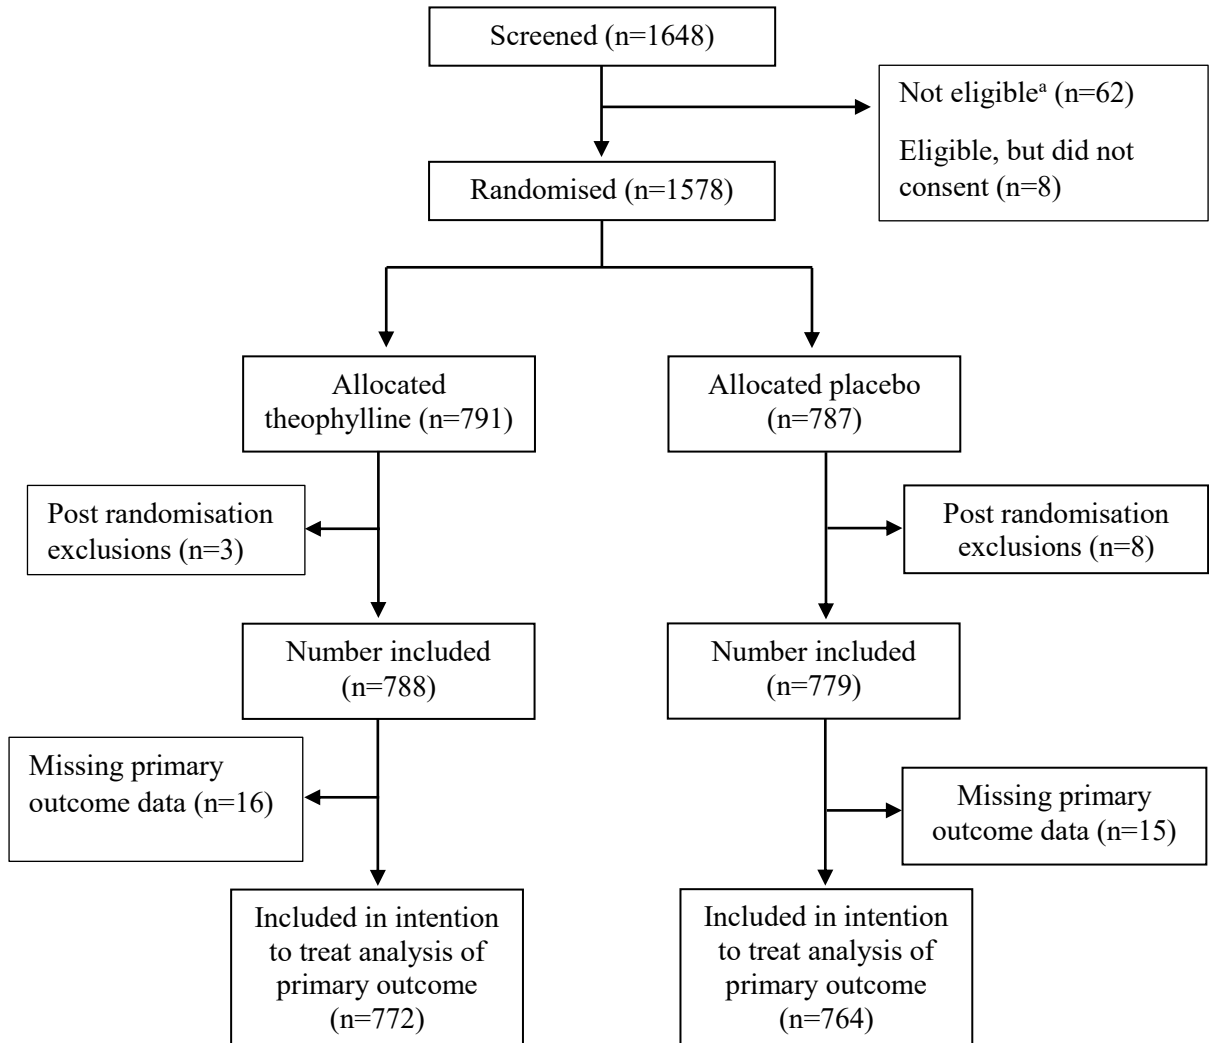 Screened (n=1648)
Not eligibleᵃ (n=62)
Eligible, but did not
consent (n=8)
Randomised (n=1578)
Allocated
theophylline (n=791)
Allocated placebo
(n=787)
Post randomisation
exclusions (n=3)
Post randomisation
exclusions (n=8)
Number included
(n=788)
Number included
(n=779)
Missing primary
outcome data (n=16)
Missing primary
outcome data (n=15)
Included in intention
to treat analysis of
primary outcome
(n=772)
Included in intention
to treat analysis of
primary outcome
(n=764)